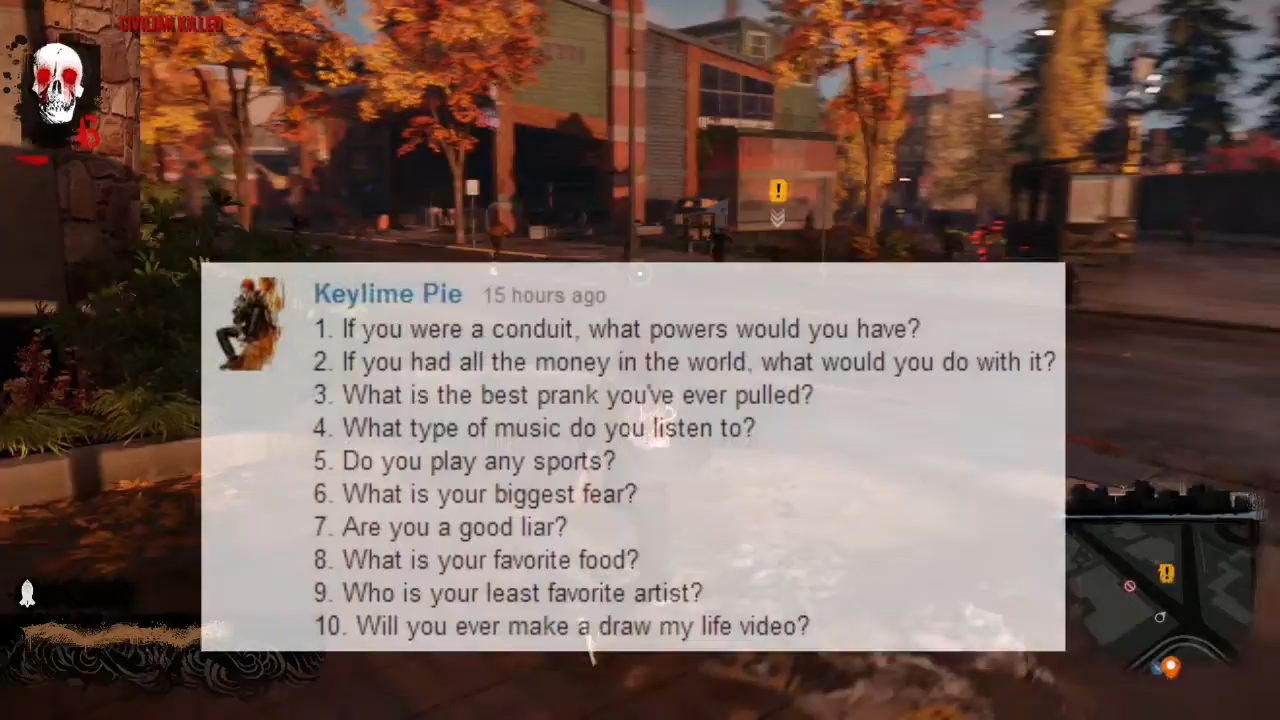 CIVILIAN KILLED
Keylime Pie 15 hours ago
1. If you were a conduit, what powers would you have?
2. If you had all the money in the world, what would you do with it?
3. What is the best prank you've ever pulled?
4. What type of music do you listen to?
5. Do you play any sports?
6. What is your biggest fear?
7. Are you a good liar?
8. What is your favorite food?
9. Who is your least favorite artist?
10. Will you ever make a draw my life video?